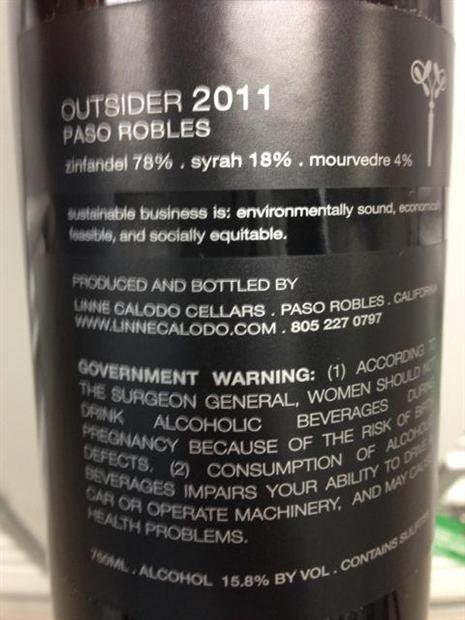 OUTSIDER 2011
PASO ROBLES
zinfandel 78% . syrah 18% . mourvedre 4%
sustainable business is: environmentally sound, economically
feasible, and socially equitable.
PRODUCED AND BOTTLED BY
LINNE CALODO CELLARS . PASO ROBLES . CALIFORNIA
WWW.LINNECALODO.COM . 805 227 0797
GOVERNMENT WARNING: (1) ACCORDING TO
THE SURGEON GENERAL, WOMEN SHOULD NOT
DRINK ALCOHOLIC BEVERAGES DURING
PREGNANCY BECAUSE OF THE RISK OF BIRTH
DEFECTS. (2) CONSUMPTION OF ALCOHOLIC
BEVERAGES IMPAIRS YOUR ABILITY TO DRIVE A
CAR OR OPERATE MACHINERY, AND MAY CAUSE
HEALTH PROBLEMS.
750ML . ALCOHOL 15.8% BY VOL . CONTAINS SULFITES